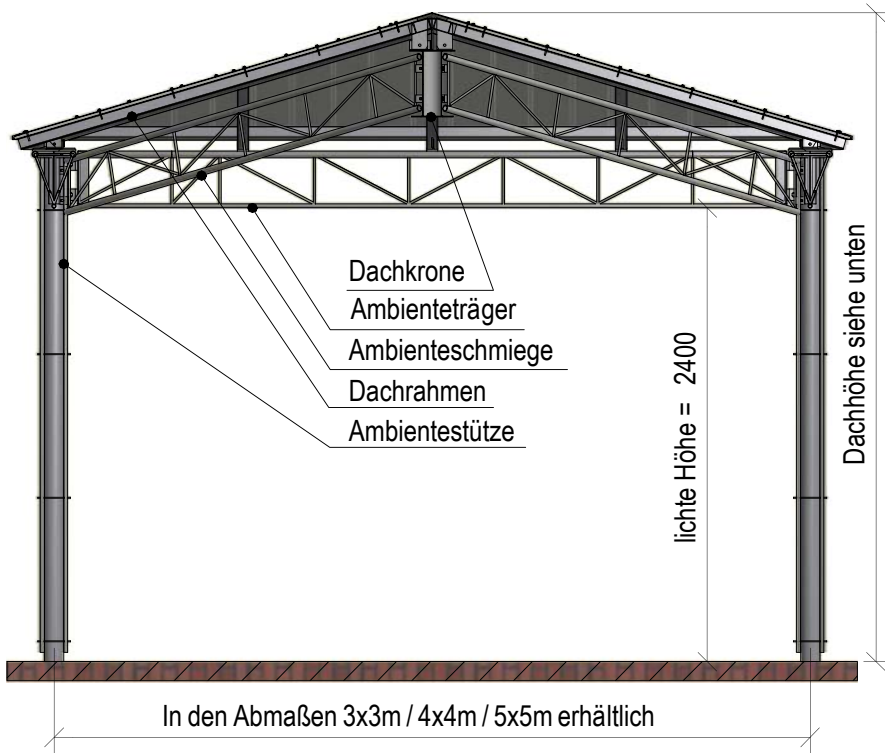 Dachkrone
Ambienteträger
Ambienteschmiege
Dachrahmen
Ambientestütze
lichte Höhe = 2400
Dachhöhe siehe unten
In den Abmaßen 3x3m / 4x4m / 5x5m erhältlich